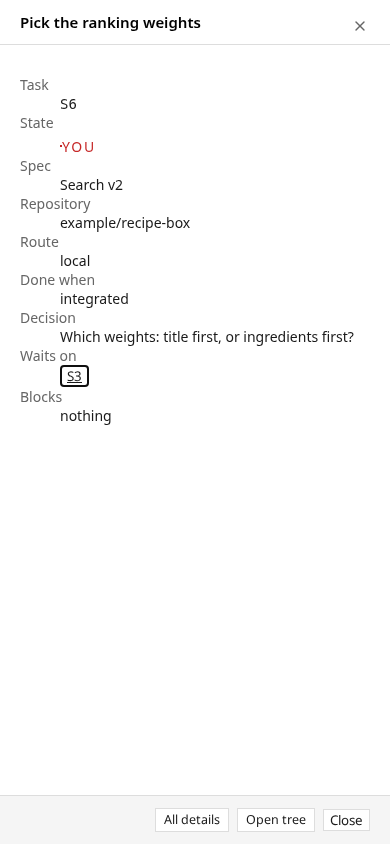 Pick the ranking weights
×
Task
S6
State
·YOU
Spec
Search v2
Repository
example/recipe-box
Route
local
Done when
integrated
Decision
Which weights: title first, or ingredients first?
Waits on
S3
Blocks
nothing
All details
Open tree
Close